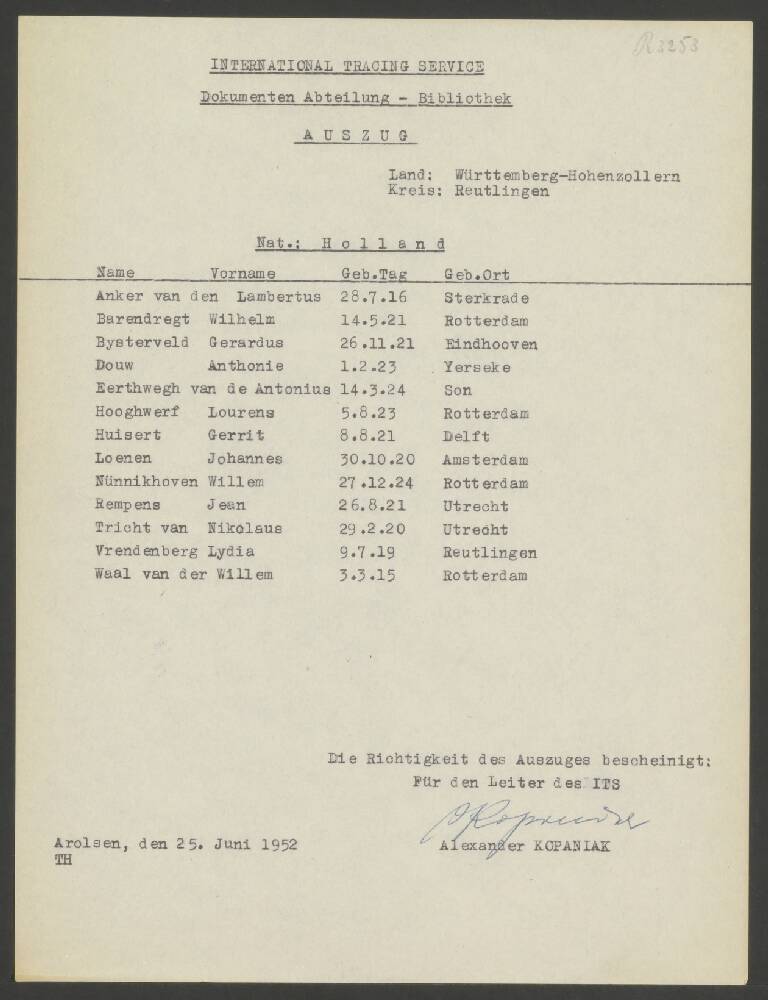 R3253
INTERNATIONAL TRACING SERVICE
Dokumenten Abteilung - Bibliothek
A U S Z U G
Land: Württemberg-Hohenzollern
Kreis: Reutlingen
Nat.: H o l l a n d
Name Vorname Geb.Tag Geb.Ort
Anker van den Lambertus 28.7.16 Sterkrade
Barendregt Wilhelm 14.5.21 Rotterdam
Bysterveld Gerardus 26.11.21 Eindhooven
Douw Anthonie 1.2.23 Yerseke
Eerthwegh van de Antonius 14.3.24 Son
Hooghwerf Lourens 5.8.23 Rotterdam
Huisert Gerrit 8.8.21 Delft
Loenen Johannes 30.10.20 Amsterdam
Nünnikhoven Willem 27.12.24 Rotterdam
Rempens Jean 26.8.21 Utrecht
Tricht van Nikolaus 29.2.20 Utrecht
Vrendenberg Lydia 9.7.19 Reutlingen
Waal van der Willem 3.3.15 Rotterdam
Die Richtigkeit des Auszuges bescheinigt:
Für den Leiter des ITS
Arolsen, den 25. Juni 1952
TH
Alexander KOPANIAK